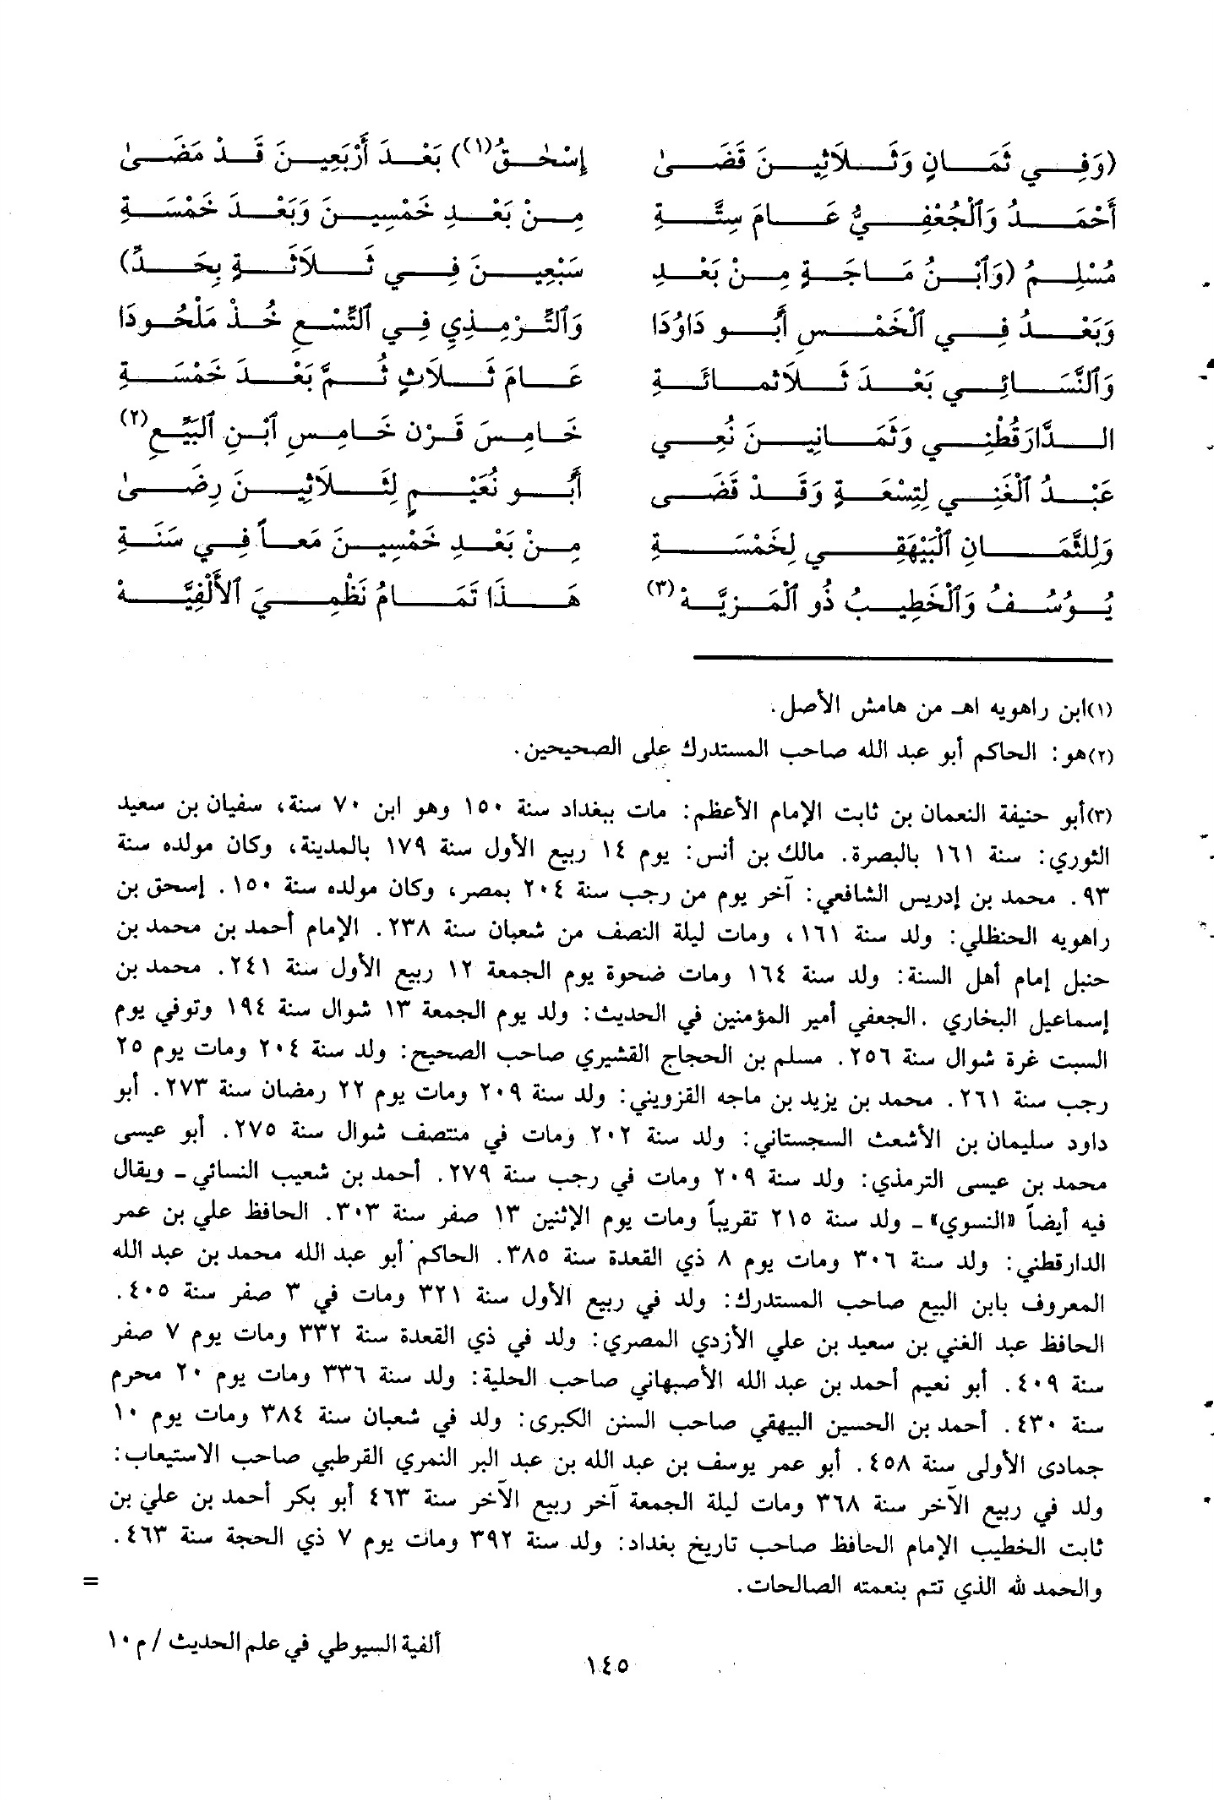 (وَفِي ثَمَانٍ وَثَلَاثِينَ قَضَىٰ إِسْحٰقُ(١)) بَعْدَ أَرْبَعِينَ قَدْ مَضَىٰ
أَحْمَدُ وَٱلْجُعْفِيُّ عَامَ سِتَّةِ مِنْ بَعْدِ خَمْسِينَ وَبَعْدَ خَمْسَةِ
مُسْلِمُ (وَٱبْنُ مَاجَةٍ مِنْ بَعْدِ سَبْعِينَ فِي ثَلَاثَةٍ بِحَدِّ)
وَبَعْدُ فِي ٱلْخَمْسِ أَبُو دَاوُدَا وَٱلتِّرْمِذِي فِي ٱلتِّسْعِ خُذْ مَلْحُودَا
وَٱلنَّسَائِي بَعْدَ ثَلَاثمائَةِ عَامَ ثَلَاثٍ ثُمَّ بَعْدَ خَمْسَةِ
الدَّارَقُطْنِي وَثَمَانِينَ نُعِي خَامِسَ قَرْن خَامِسِ ٱبْنِ ٱلبَيِّعِ(٢)
عَبْدُ ٱلْغَنِي لِتِسْعَةٍ وَقَدْ قَضَى أَبُو نُعَيْمٍ لِثَلَاثِينَ رِضَىٰ
وَلِلثَّمَانِ ٱلْبَيْهَقِي لِخَمْسَةِ مِنْ بَعْدِ خَمْسِينَ مَعاً فِي سَنَةِ
يُوْسُفُ وَٱلْخَطِيبُ ذُو ٱلْمَزِيَّهْ(٣) هَذَا تَمَامُ نَظْمِيَ ٱلأَلْفِيَّهْ
(١)ابن راهويه اهـ من هامش الأصل.
(٢)هو: الحاكم أبو عبد الله صاحب المستدرك على الصحيحين.
(٣)أبو حنيفة النعمان بن ثابت الإمام الأعظم: مات ببغداد سنة ١٥٠ وهو ابن ٧٠ سنة، سفيان بن سعيد
الثوري: سنة ١٦١ بالبصرة. مالك بن أنس: يوم ١٤ ربيع الأول سنة ١٧٩ بالمدينة، وكان مولده سنة
٩٣. محمد بن إدريس الشافعي: آخر يوم من رجب سنة ٢٠٤ بمصر، وكان مولده سنة ١٥٠. إسحق بن
راهويه الحنظلي: ولد سنة ١٦١، ومات ليلة النصف من شعبان سنة ٢٣٨. الإمام أحمد بن محمد بن
حنبل إمام أهل السنة: ولد سنة ١٦٤ ومات ضحوة يوم الجمعة ١٢ ربيع الأول سنة ٢٤١. محمد بن
إسماعيل البخاري .الجعفي أمير المؤمنين في الحديث: ولد يوم الجمعة ١٣ شوال سنة ١٩٤ وتوفي يوم
السبت غرة شوال سنة ٢٥٦. مسلم بن الحجاج القشيري صاحب الصحيح: ولد سنة ٢٠٤ ومات يوم ٢٥
رجب سنة ٢٦١. محمد بن يزيد بن ماجه القزويني: ولد سنة ٢٠٩ ومات يوم ٢٢ رمضان سنة ٢٧٣. أبو
داود سليمان بن الأشعث السجستاني: ولد سنة ٢٠٢ ومات في منتصف شوال سنة ٢٧٥. أبو عيسى
محمد بن عيسى الترمذي: ولد سنة ٢٠٩ ومات في رجب سنة ٢٧٩. أحمد بن شعيب النسائي ـ ويقال
فيه أيضاً «النسوي» ـ ولد سنة ٢١٥ تقريباً ومات يوم الإثنين ١٣ صفر سنة ٣٠٣. الحافظ علي بن عمر
الدارقطني: ولد سنة ٣٠٦ ومات يوم ٨ ذي القعدة سنة ٣٨٥. الحاكم أبو عبد الله محمد بن عبد الله
المعروف بابن البيع صاحب المستدرك: ولد في ربيع الأول سنة ٣٢١ ومات في ٣ صفر سنة ٤٠٥.
الحافظ عبد الغني بن سعيد بن علي الأزدي المصري: ولد في ذي القعدة سنة ٣٣٢ ومات يوم ٧ صفر
سنة ٤٠٩. أبو نعيم أحمد بن عبد الله الأصبهاني صاحب الحلية: ولد سنة ٣٣٦ ومات يوم ٢٠ محرم
سنة ٤٣٠. أحمد بن الحسين البيهقي صاحب السنن الكبرى: ولد في شعبان سنة ٣٨٤ ومات يوم ١٠
جمادى الأولى سنة ٤٥٨. أبو عمر يوسف بن عبد الله بن عبد البر النمري القرطبي صاحب الاستيعاب:
ولد في ربيع الآخر سنة ٣٦٨ ومات ليلة الجمعة آخر ربيع الآخر سنة ٤٦٣ أبو بكر أحمد بن علي بن
ثابت الخطيب الإمام الحافظ صاحب تاريخ بغداد: ولد سنة ٣٩٢ ومات يوم ٧ ذي الحجة سنة ٤٦٣.
والحمد لله الذي تتم بنعمته الصالحات. =
ألفية السيوطي في علم الحديث / م ١٠
١٤٥